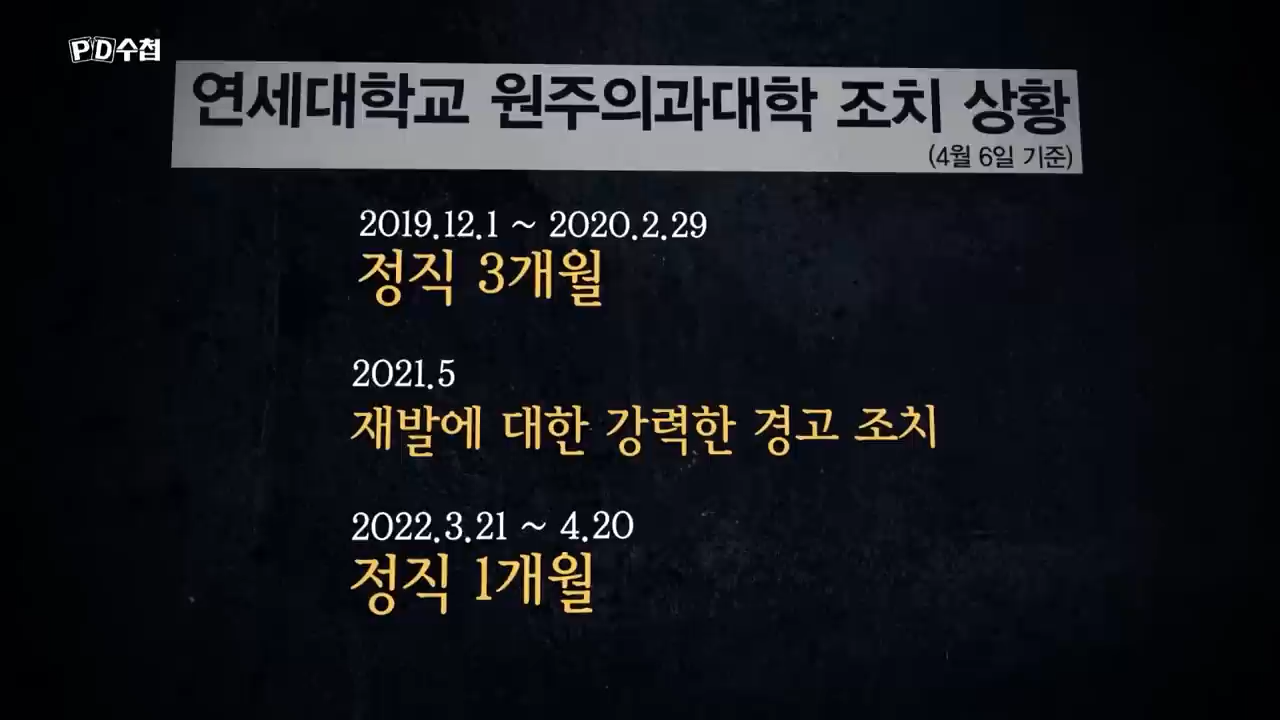 PD수첩
연세대학교 원주의과대학 조치 상황
(4월 6일 기준)
2019.12.1 ~ 2020.2.29
정직 3개월
2021.5
재발에 대한 강력한 경고 조치
2022.3.21 ~ 4.20
정직 1개월